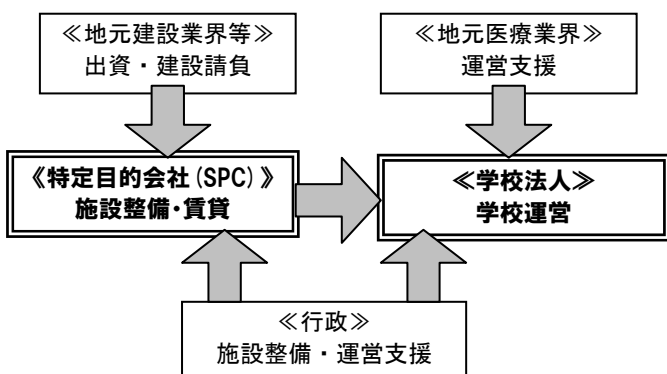 ≪地元建設業界等≫
出資・建設請負
≪地元医療業界≫
運営支援
《特定目的会社(SPC)》
施設整備・賃貸
≪学校法人≫
学校運営
≪行政≫
施設整備・運営支援